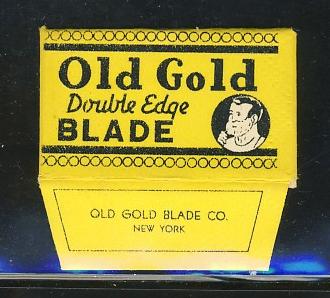 Old Gold
Double Edge
BLADE
OLD GOLD BLADE CO.
NEW YORK